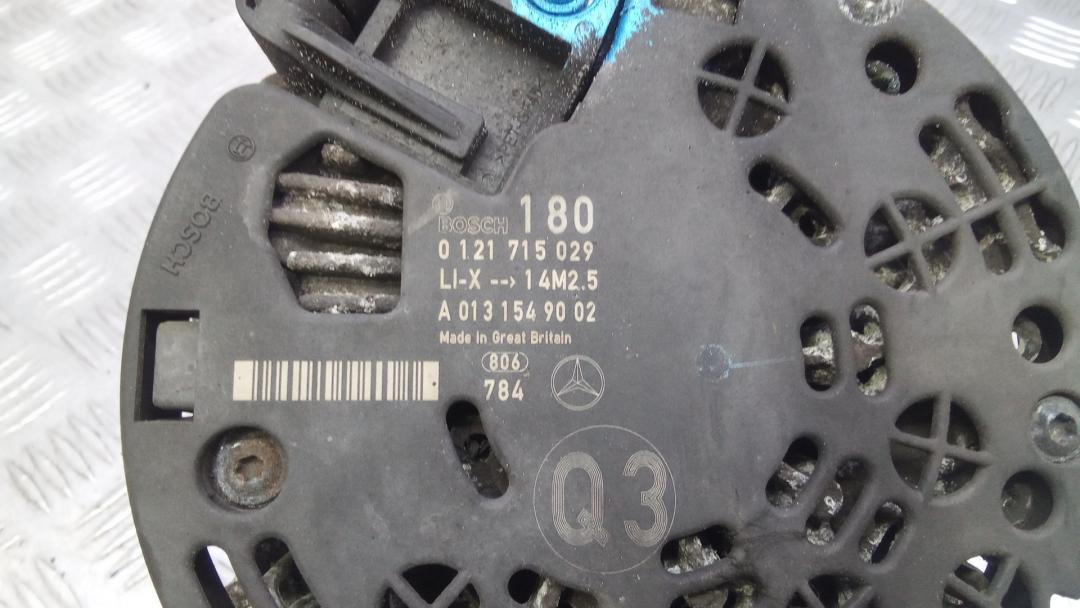 BOSCH 180
0 121 715 029
LI-X --> 14M2.5
A 013 154 90 02
Made in Great Britain
806
784
Q3
BOSCH